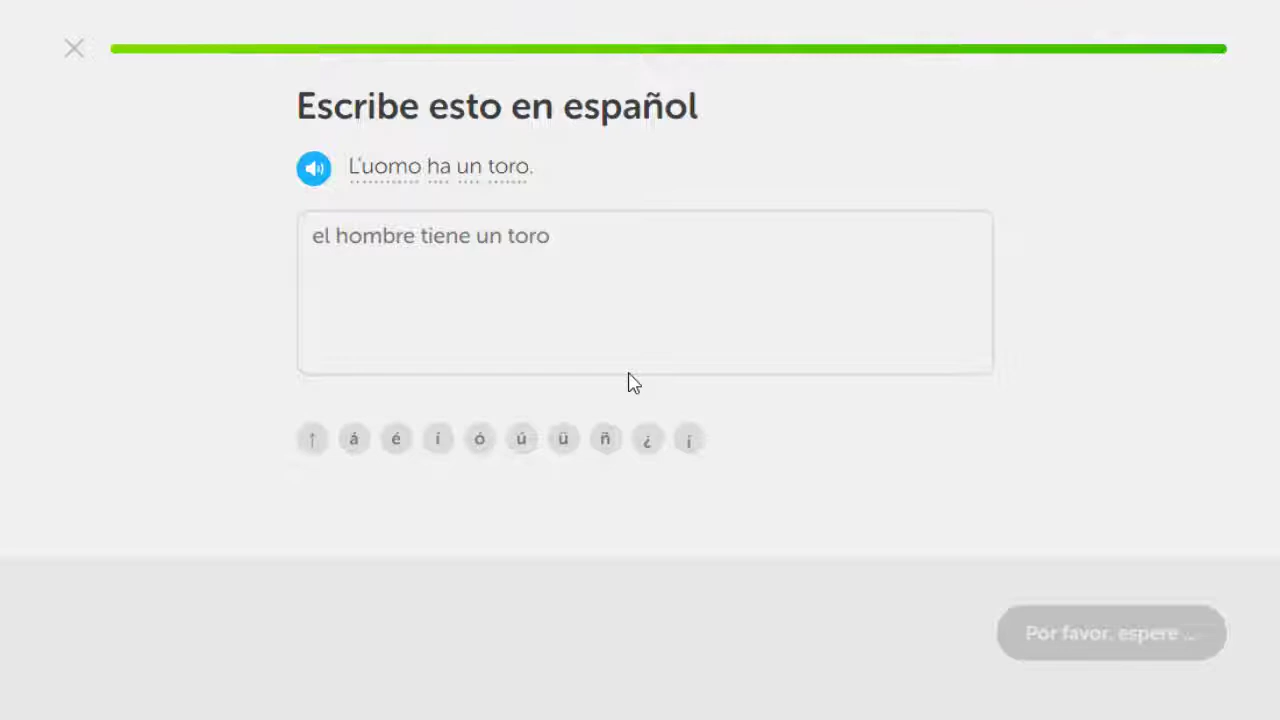 Escribe esto en español
L'uomo ha un toro.
el hombre tiene un toro
↑ á é í ó ú ü ñ ¿ ¡
Por favor, espere ...